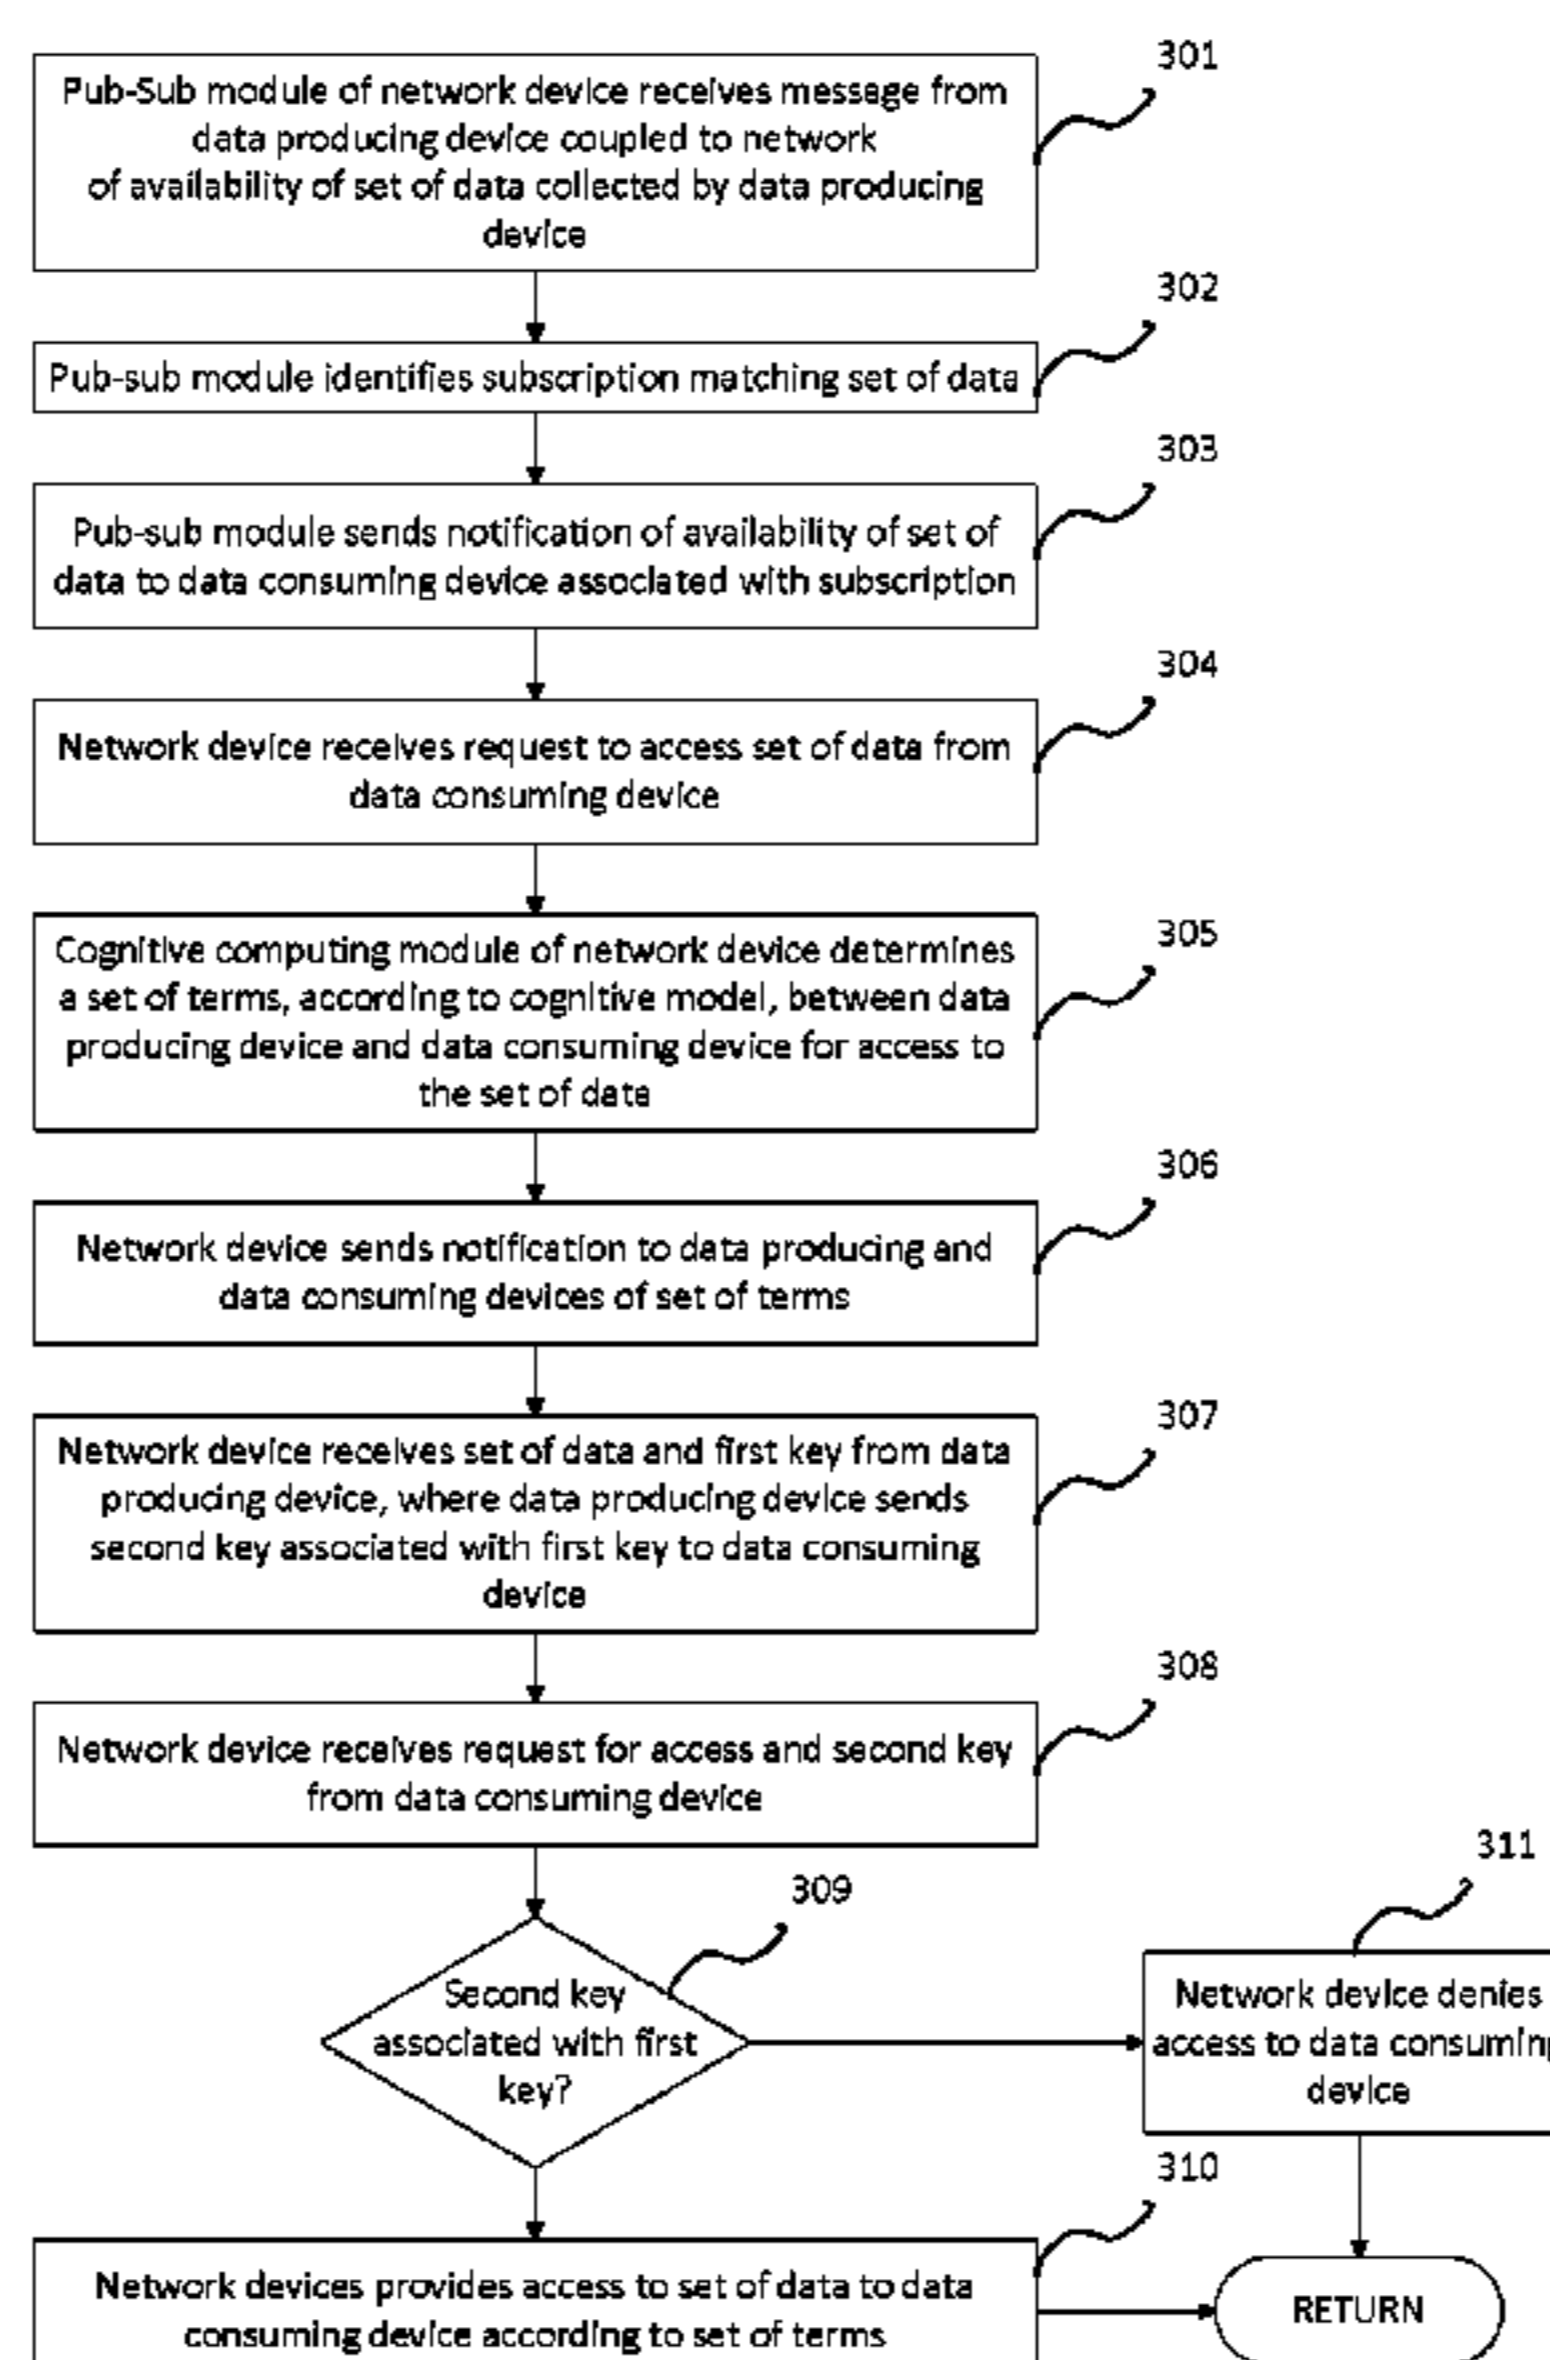 301
Pub-Sub module of network device receives message from
data producing device coupled to network
of availability of set of data collected by data producing
device
302
Pub-sub module identifies subscription matching set of data
303
Pub-sub module sends notification of availability of set of
data to data consuming device associated with subscription
304
Network device receives request to access set of data from
data consuming device
305
Cognitive computing module of network device determines
a set of terms, according to cognitive model, between data
producing device and data consuming device for access to
the set of data
306
Network device sends notification to data producing and
data consuming devices of set of terms
307
Network device receives set of data and first key from data
producing device, where data producing device sends
second key associated with first key to data consuming
device
308
Network device receives request for access and second key
from data consuming device
309
Second key
associated with first
key?
311
Network device denies
access to data consuming
device
310
Network devices provides access to set of data to data
consuming device according to set of terms
RETURN